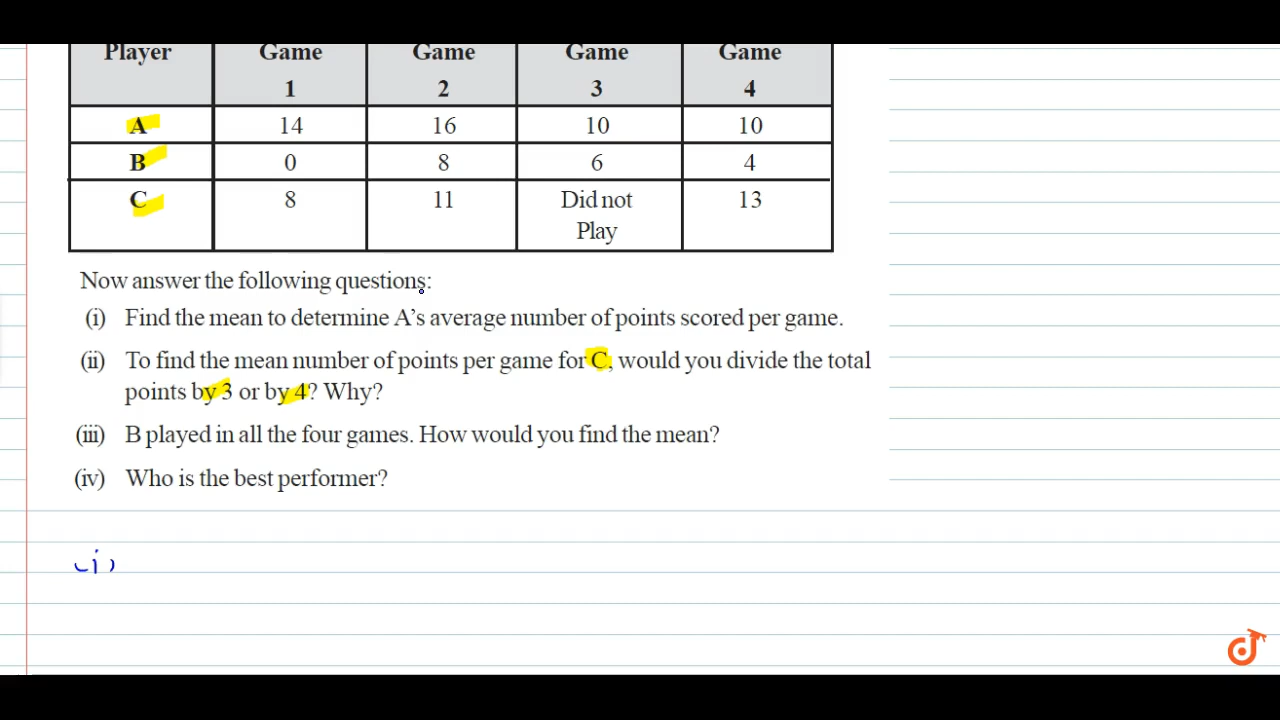 Player Game Game Game Game
1 2 3 4
A 14 16 10 10
B 0 8 6 4
C 8 11 Did not 13
Play
Now answer the following questions:
(i) Find the mean to determine A’s average number of points scored per game.
(ii) To find the mean number of points per game for C, would you divide the total
points by 3 or by 4? Why?
(iii) B played in all the four games. How would you find the mean?
(iv) Who is the best performer?
(i)